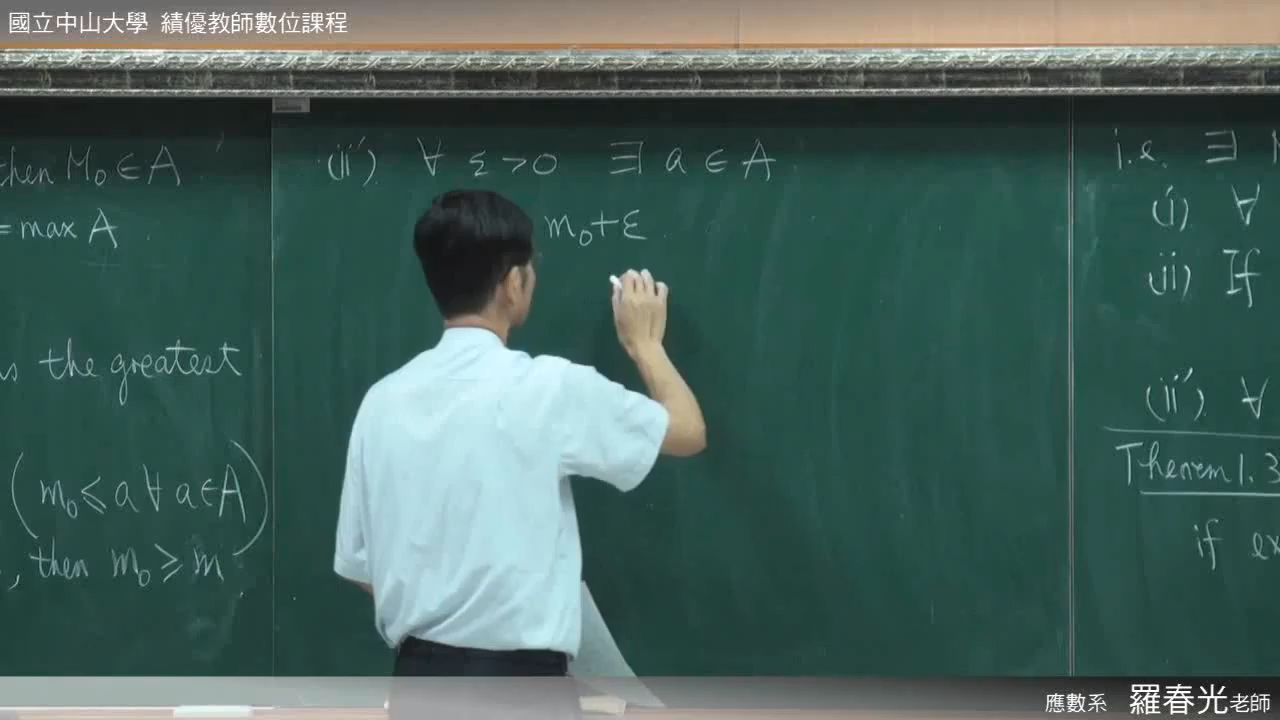 國立中山大學 績優教師數位課程
then M₀ ∈ A
= max A
is the greatest
(m₀ ≤ a ∀ a ∈ A)
, then m₀ ≥ m
(ii') ∀ ε > 0 ∃ a ∈ A
m₀ + ε
i.e. ∃
(i) ∀
(ii) If
(ii') ∀
Theorem 1.3
if ex
應數系 羅春光老師